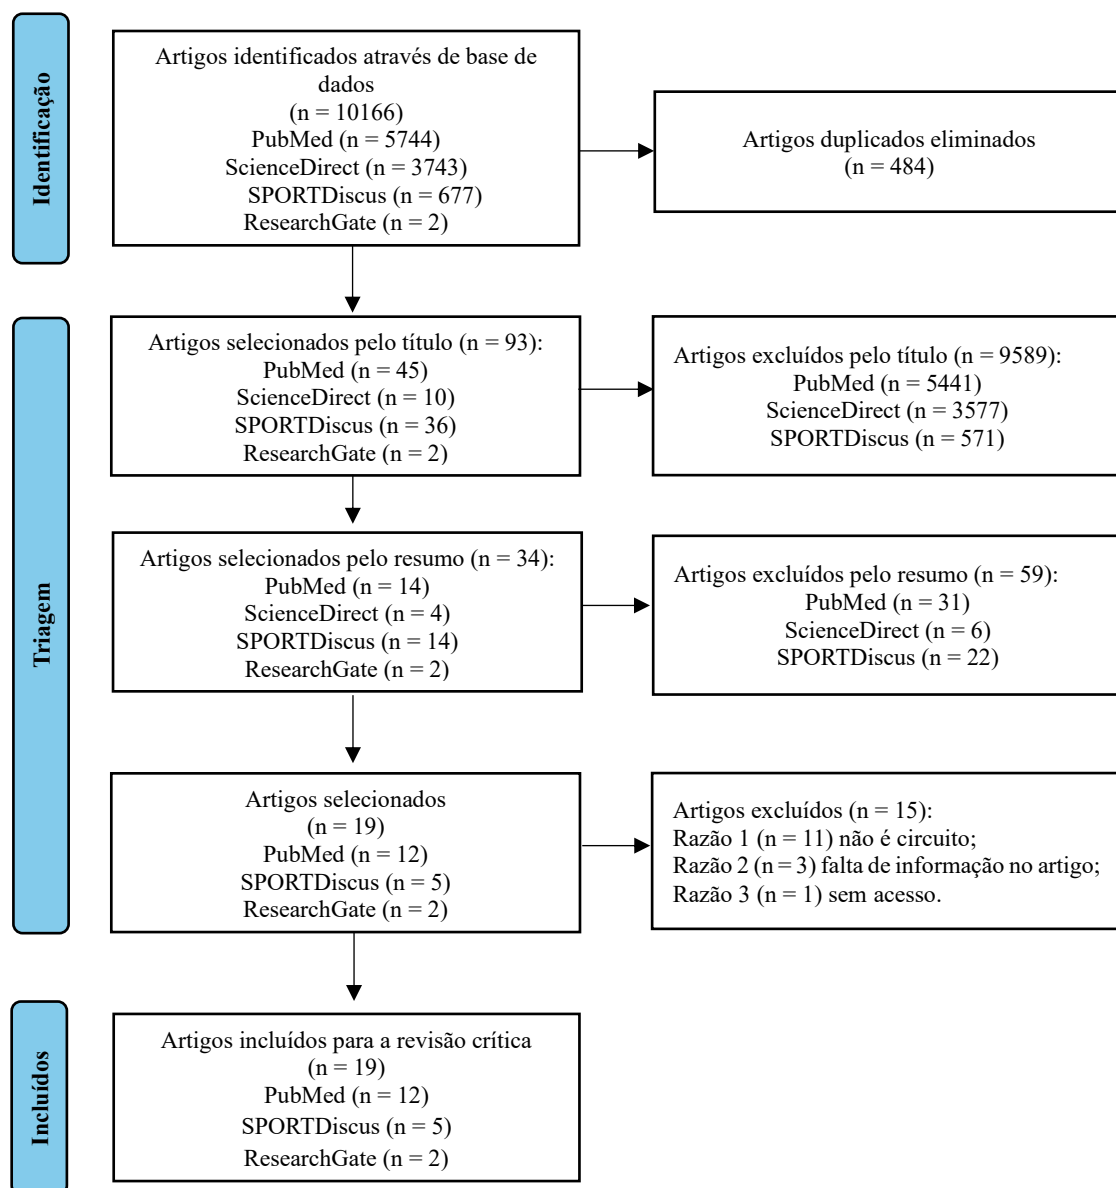 Identificação
Artigos identificados através de base de
dados
(n = 10166)
PubMed (n = 5744)
ScienceDirect (n = 3743)
SPORTDiscus (n = 677)
ResearchGate (n = 2)
Artigos duplicados eliminados
(n = 484)
Triagem
Artigos selecionados pelo título (n = 93):
PubMed (n = 45)
ScienceDirect (n = 10)
SPORTDiscus (n = 36)
ResearchGate (n = 2)
Artigos excluídos pelo título (n = 9589):
PubMed (n = 5441)
ScienceDirect (n = 3577)
SPORTDiscus (n = 571)
Artigos selecionados pelo resumo (n = 34):
PubMed (n = 14)
ScienceDirect (n = 4)
SPORTDiscus (n = 14)
ResearchGate (n = 2)
Artigos excluídos pelo resumo (n = 59):
PubMed (n = 31)
ScienceDirect (n = 6)
SPORTDiscus (n = 22)
Artigos selecionados
(n = 19)
PubMed (n = 12)
SPORTDiscus (n = 5)
ResearchGate (n = 2)
Artigos excluídos (n = 15):
Razão 1 (n = 11) não é circuito;
Razão 2 (n = 3) falta de informação no artigo;
Razão 3 (n = 1) sem acesso.
Incluídos
Artigos incluídos para a revisão crítica
(n = 19)
PubMed (n = 12)
SPORTDiscus (n = 5)
ResearchGate (n = 2)